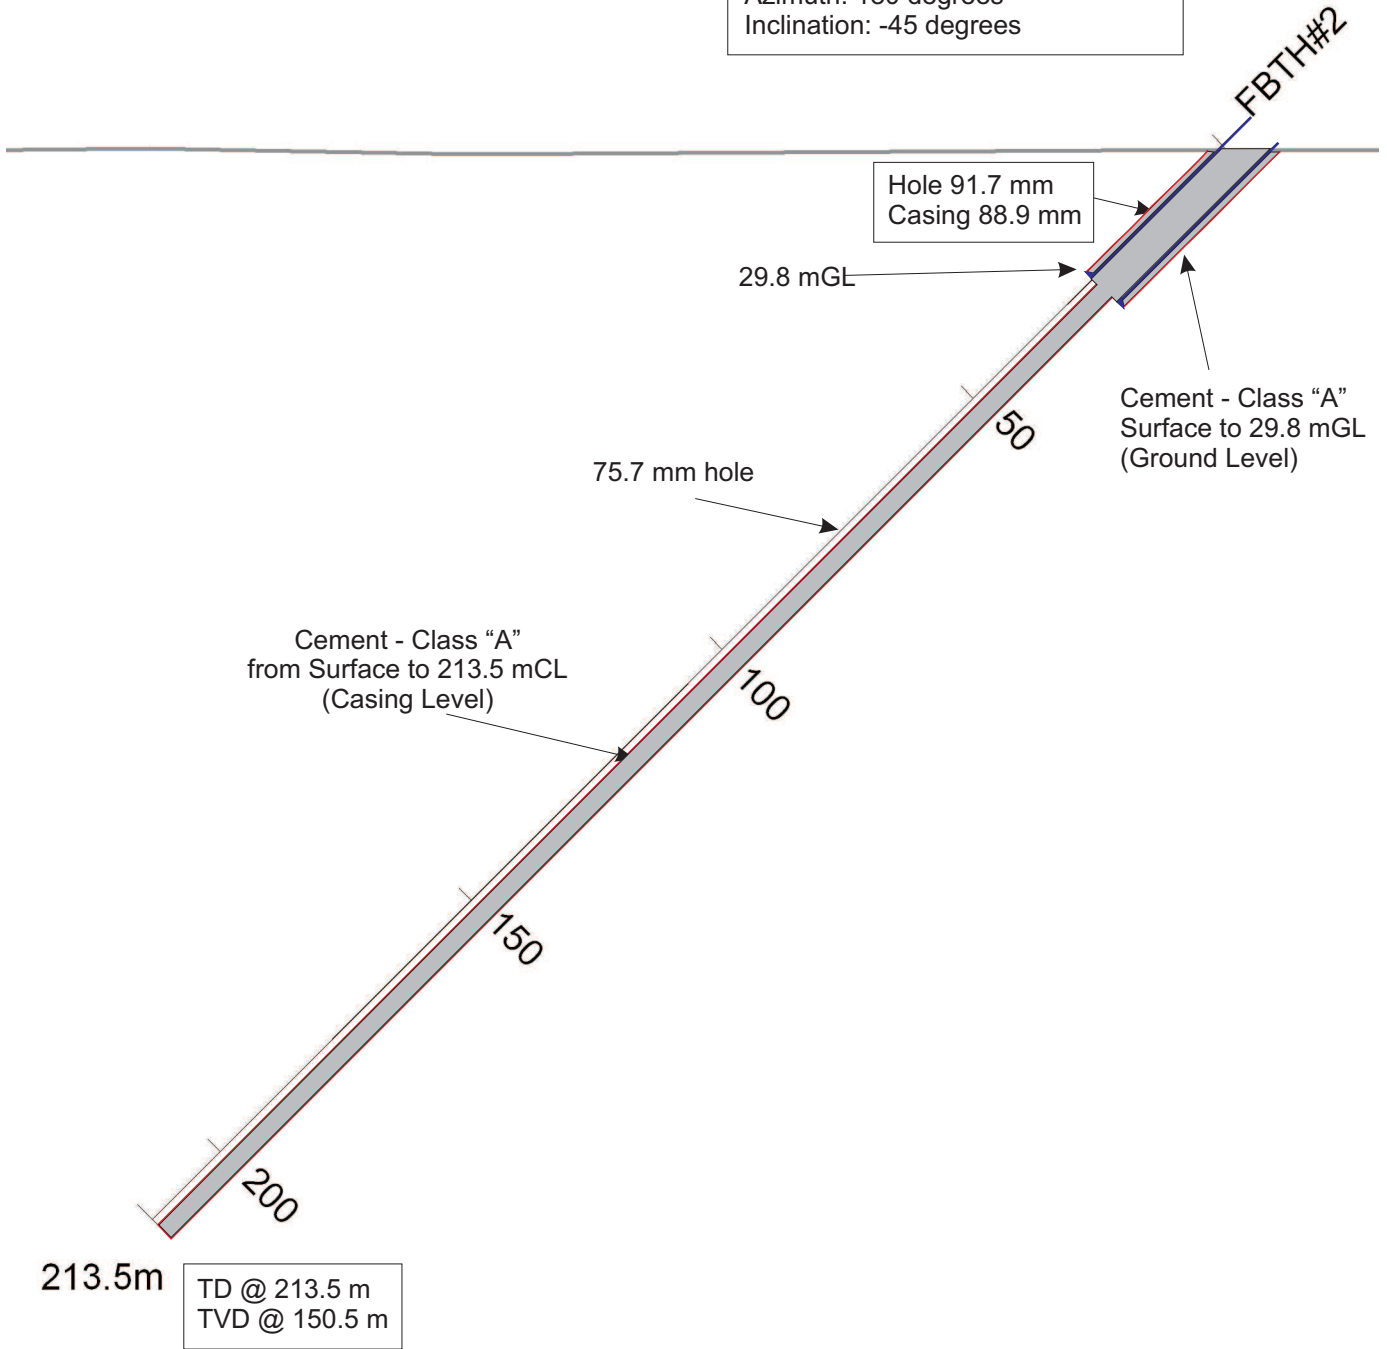 Inclination: -45 degrees
FBTH#2
Hole 91.7 mm
Casing 88.9 mm
29.8 mGL
Cement - Class “A”
Surface to 29.8 mGL
(Ground Level)
50
75.7 mm hole
Cement - Class “A”
from Surface to 213.5 mCL
(Casing Level)
100
150
200
213.5m
TD @ 213.5 m
TVD @ 150.5 m